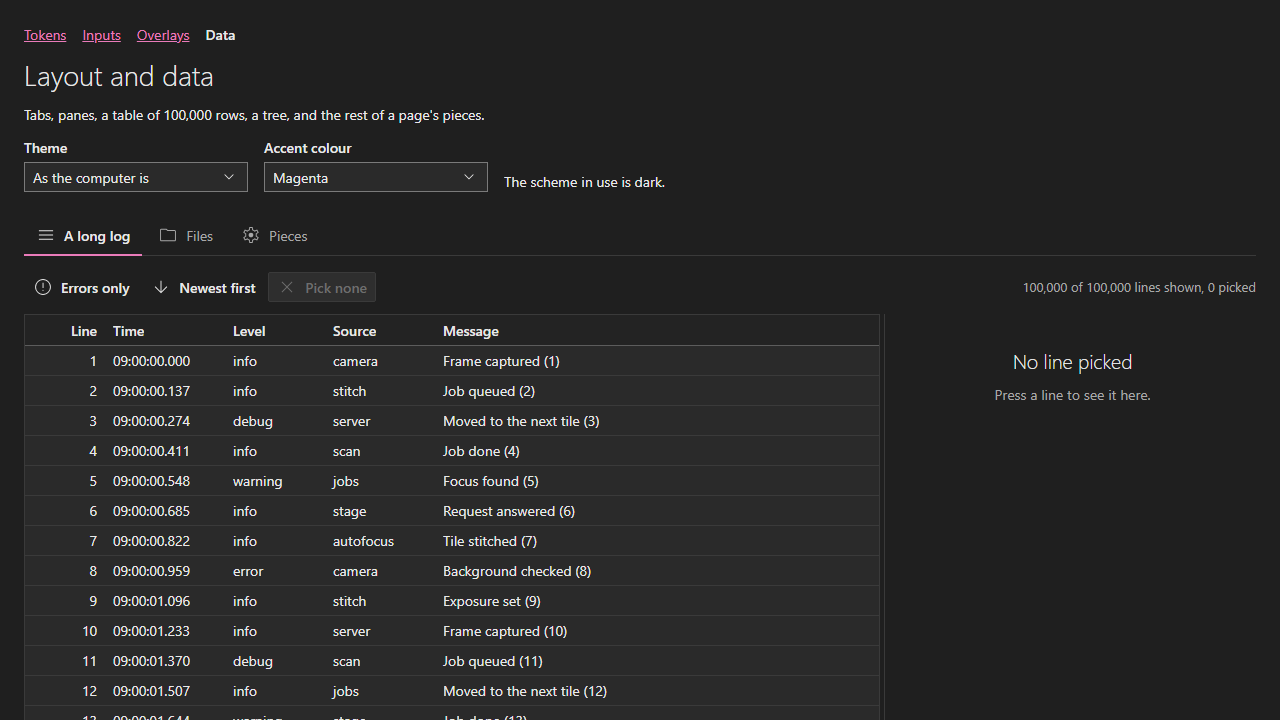 Tokens Inputs Overlays Data
Layout and data
Tabs, panes, a table of 100,000 rows, a tree, and the rest of a page's pieces.
Theme Accent colour
As the computer is Magenta The scheme in use is dark.
A long log Files Pieces
Errors only Newest first Pick none 100,000 of 100,000 lines shown, 0 picked
Line Time Level Source Message
1 09:00:00.000 info camera Frame captured (1)
2 09:00:00.137 info stitch Job queued (2)
3 09:00:00.274 debug server Moved to the next tile (3)
4 09:00:00.411 info scan Job done (4)
5 09:00:00.548 warning jobs Focus found (5)
6 09:00:00.685 info stage Request answered (6)
7 09:00:00.822 info autofocus Tile stitched (7)
8 09:00:00.959 error camera Background checked (8)
9 09:00:01.096 info stitch Exposure set (9)
10 09:00:01.233 info server Frame captured (10)
11 09:00:01.370 debug scan Job queued (11)
12 09:00:01.507 info jobs Moved to the next tile (12)
13 09:00:01.644 warning stage Job done (13)
No line picked
Press a line to see it here.